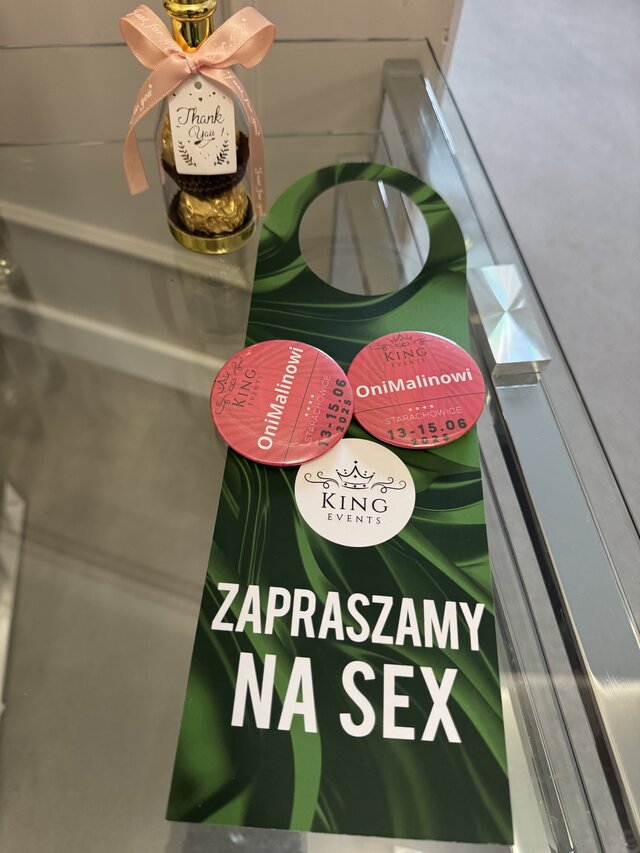 Thank
You !
KING
EVENTS
OniMalinowi
STARACHOWICE
13-15.06
2025
KING
EVENTS
OniMalinowi
STARACHOWICE
13-15.06
2025
KING
EVENTS
ZAPRASZAMY
NA SEX